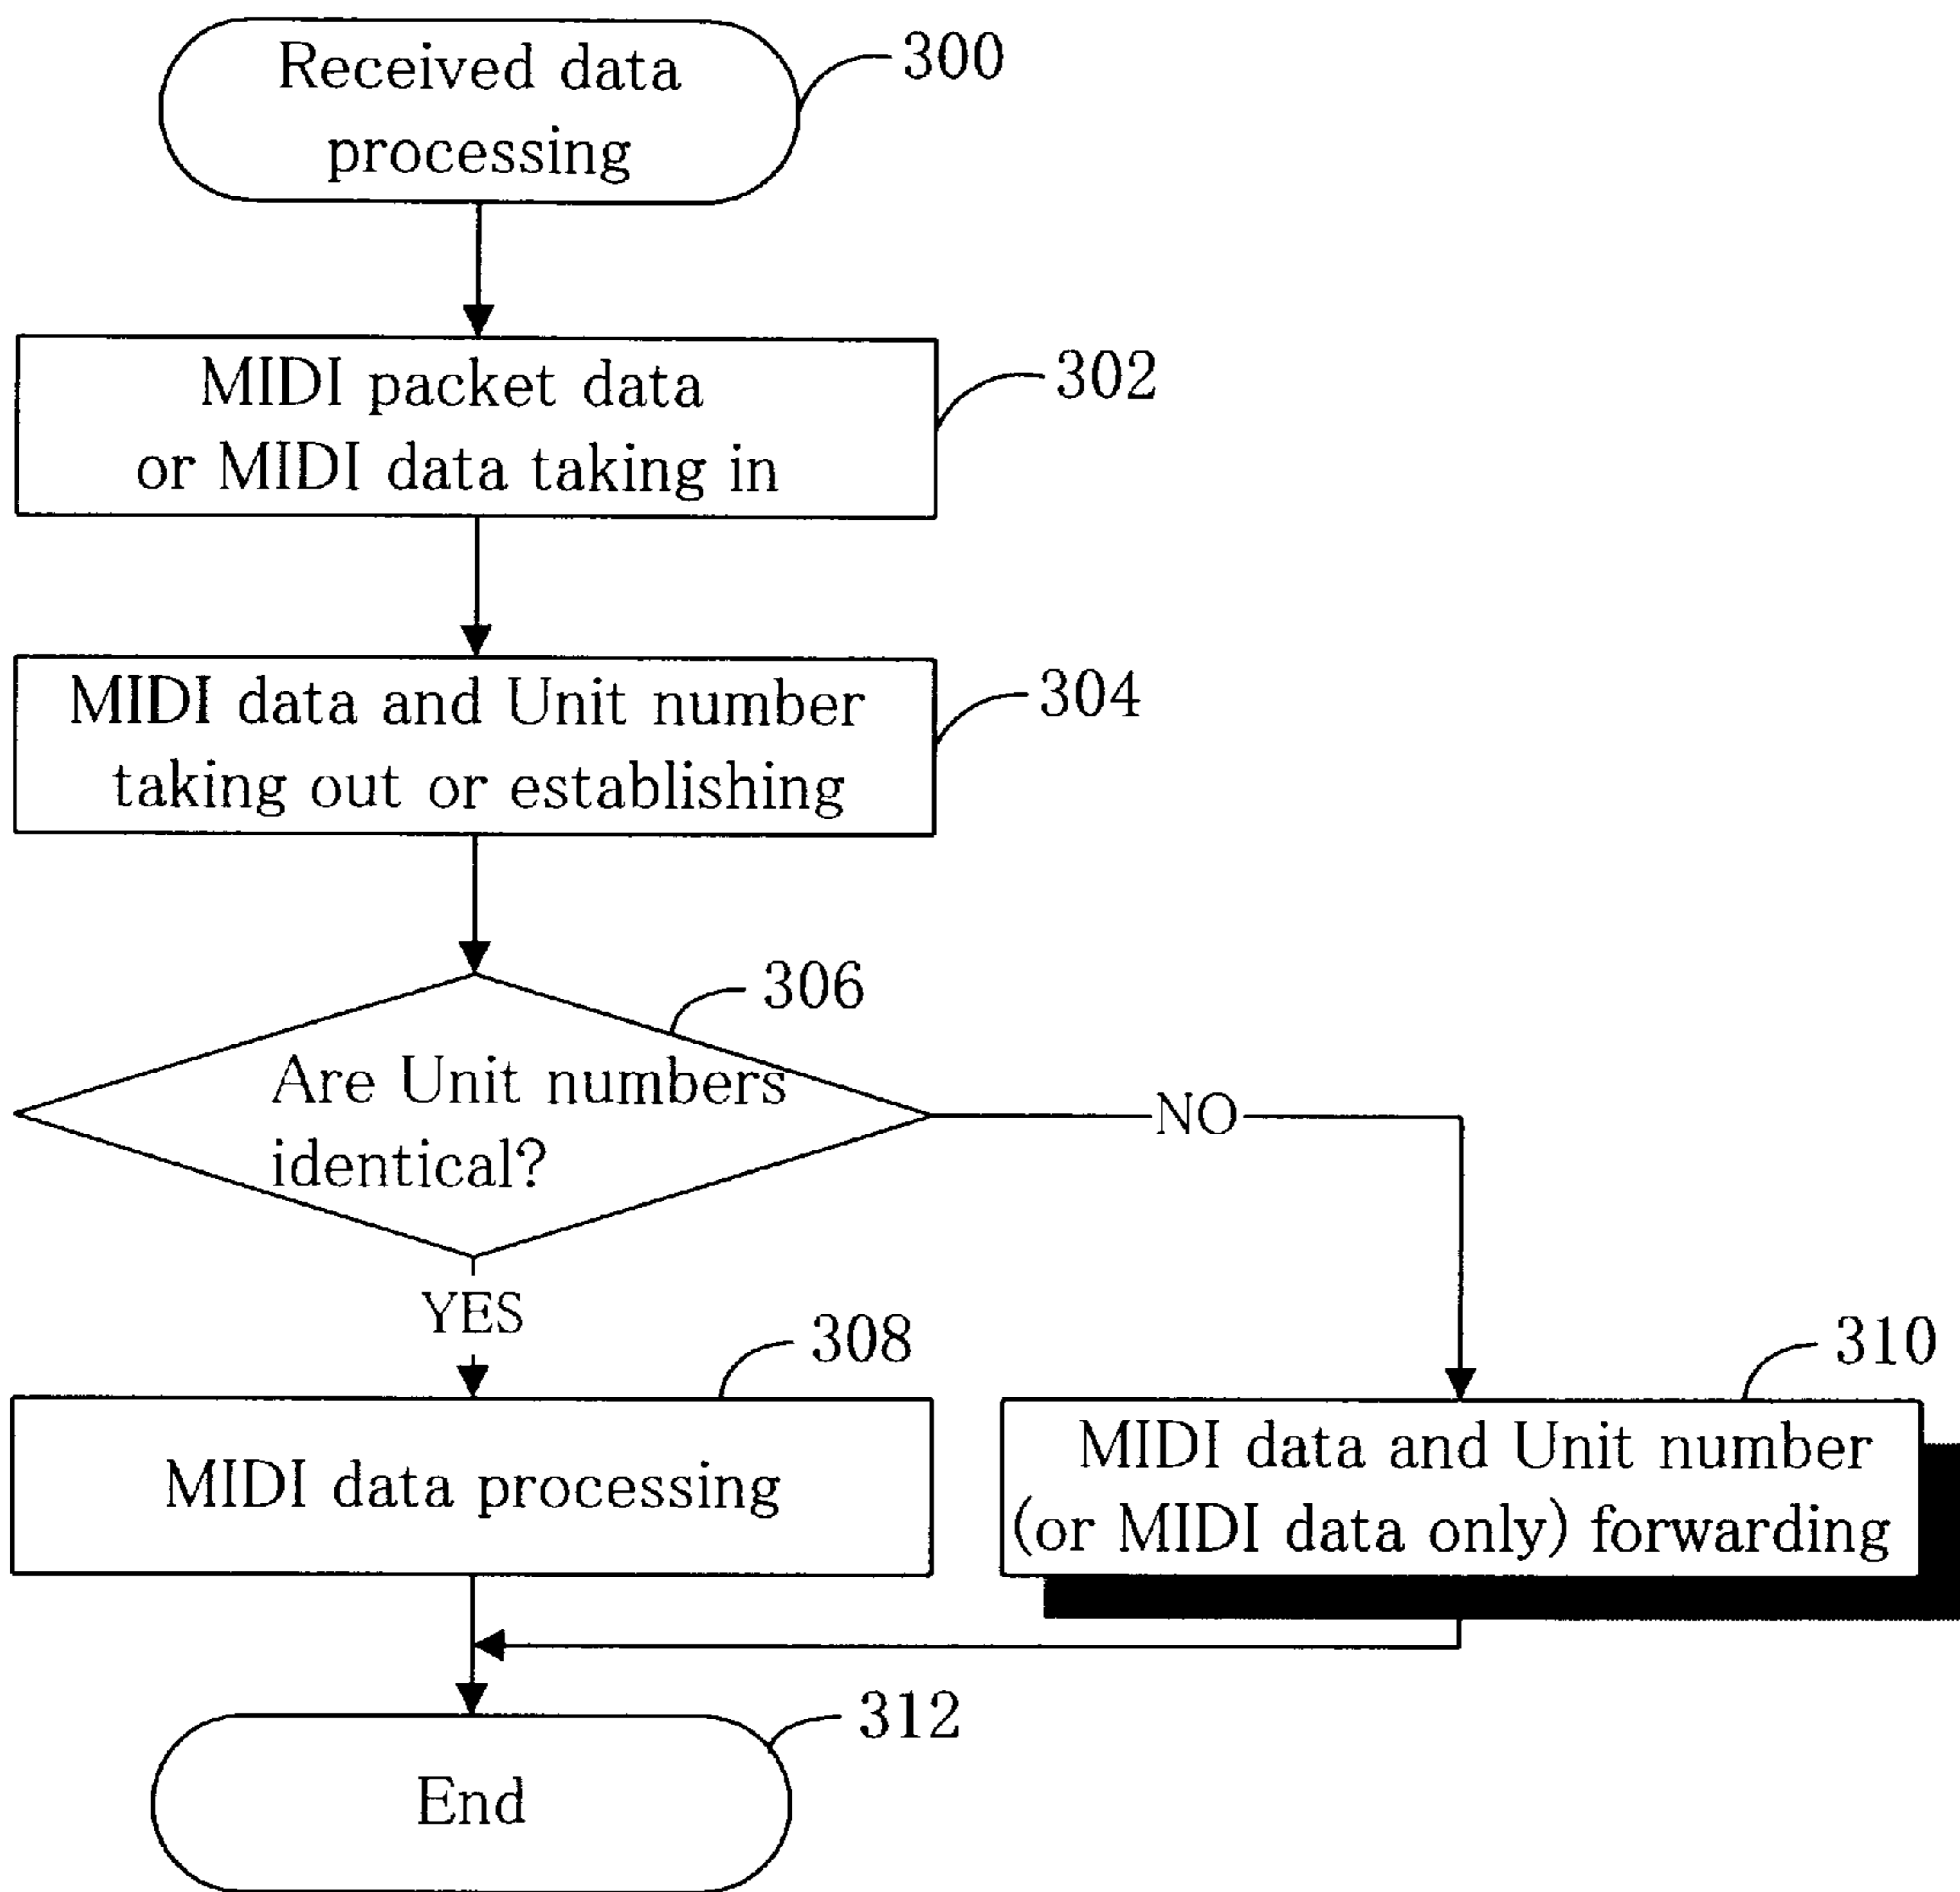 Received data
processing
300
MIDI packet data
or MIDI data taking in
302
MIDI data and Unit number
taking out or establishing
304
306
Are Unit numbers
identical?
NO
YES
308
MIDI data processing
310
MIDI data and Unit number
(or MIDI data only) forwarding
312
End